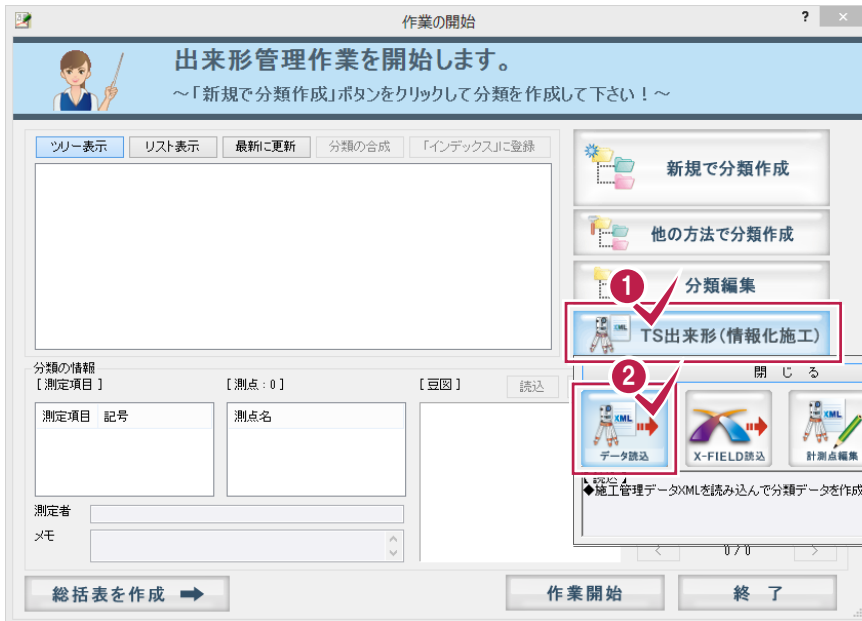 作業の開始
?
出来形管理作業を開始します。
～「新規で分類作成」ボタンをクリックして分類を作成して下さい！～
ツリー表示
リスト表示
最新に更新
分類の合成
「インデックス」に登録
新規で分類作成
他の方法で分類作成
分類編集
1
TS出来形(情報化施工)
2
閉じる
XML
データ読込
X-FIELD読込
XML
計測点編集
◆施工管理データXMLを読み込んで分類データを作成
分類の情報
[測定項目]
[測点:0]
[豆図]
読込
測定項目 記号
測点名
測定者
メモ
0/0
総括表を作成
作業開始
終 了